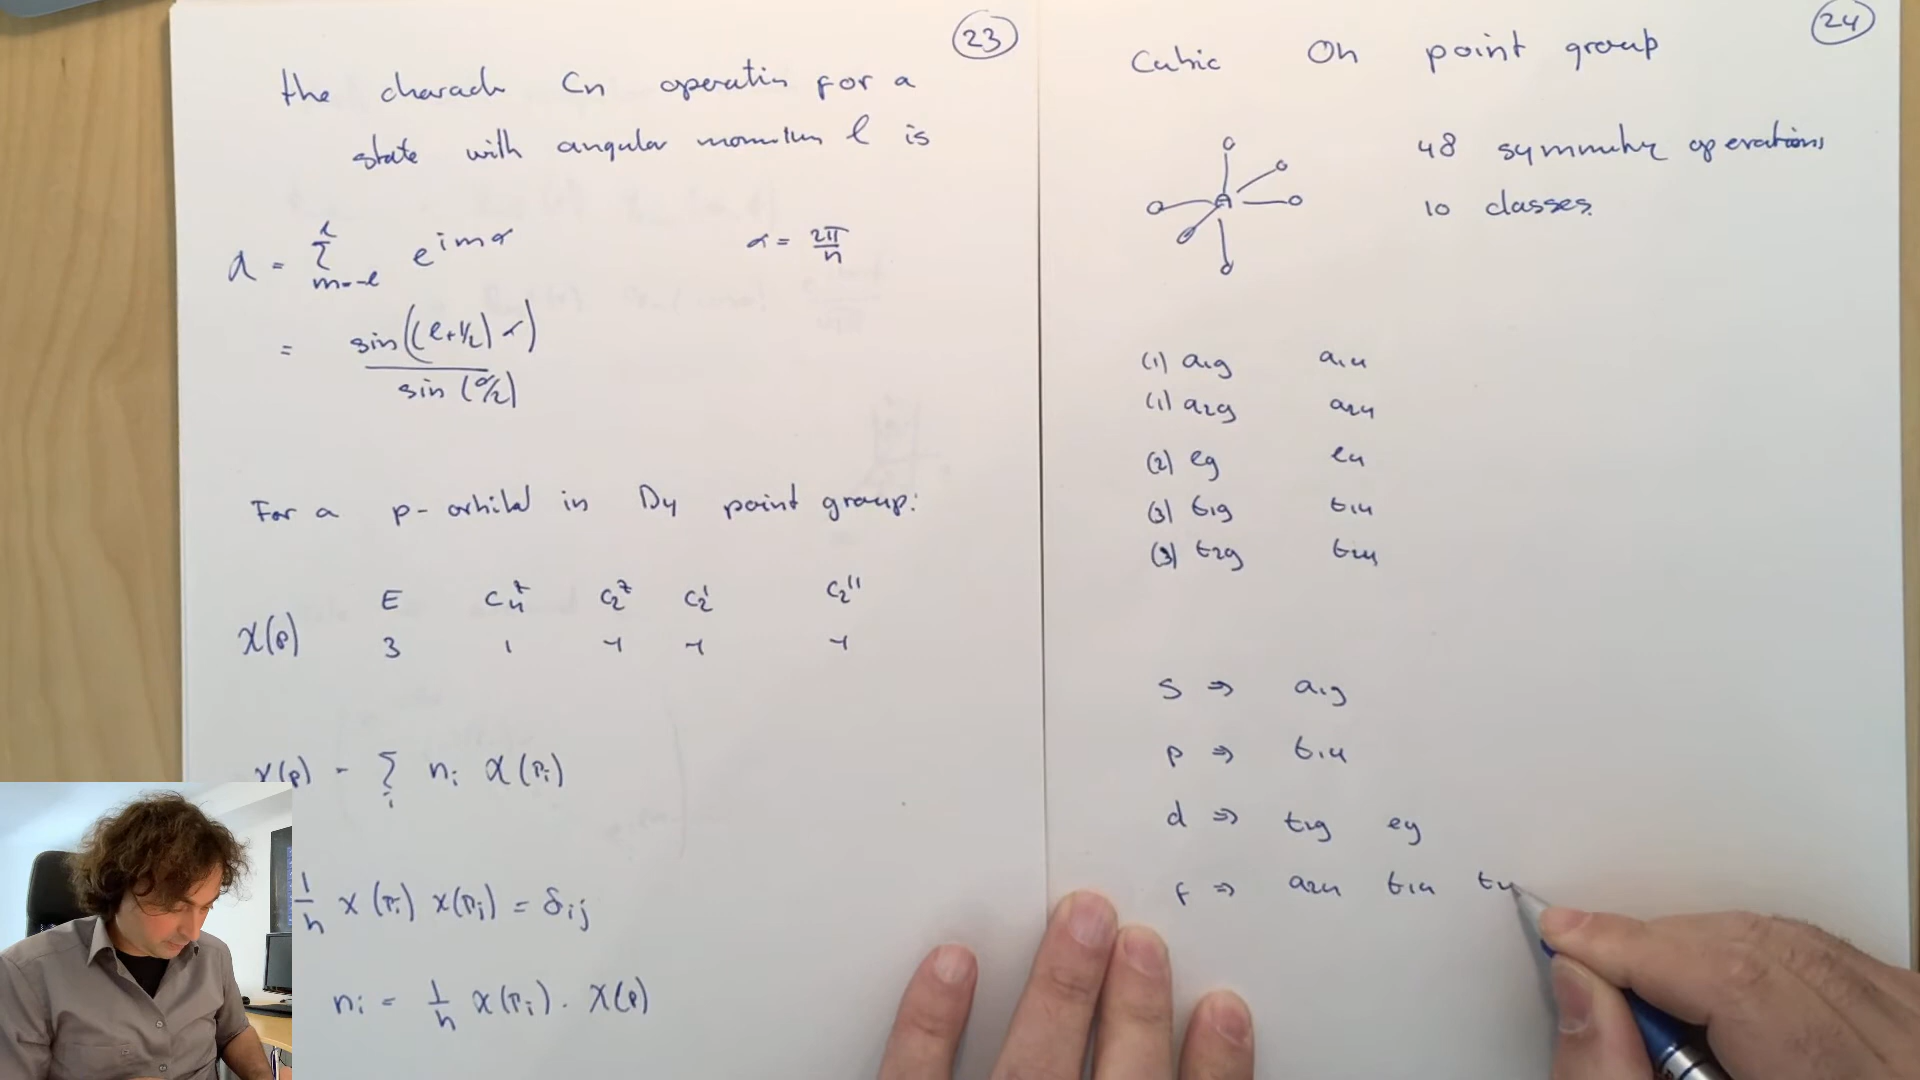 23
the charach Cn operatin for a
state with angular momentum l is
χ = Σ m=-l l e^{imα} α = 2π/n
= sin((l+1/2)α) / sin(α/2)
For a p-orbital in D4 point group:
E C4^z C2^z C2' C2''
χ(p) 3 1 -1 -1 -1
χ(p) = Σ i ni χ(Γi)
1/h χ(Γi) χ(Γj) = δij
ni = 1/h χ(Γi) · χ(p)
24
Cubic Oh point group
48 symmetry operations
10 classes
(1) a1g a1u
(1) a2g a2u
(2) eg eu
(3) t1g t1u
(3) t2g t2u
s ⇒ a1g
p ⇒ t1u
d ⇒ t2g eg
f ⇒ a2u t1u